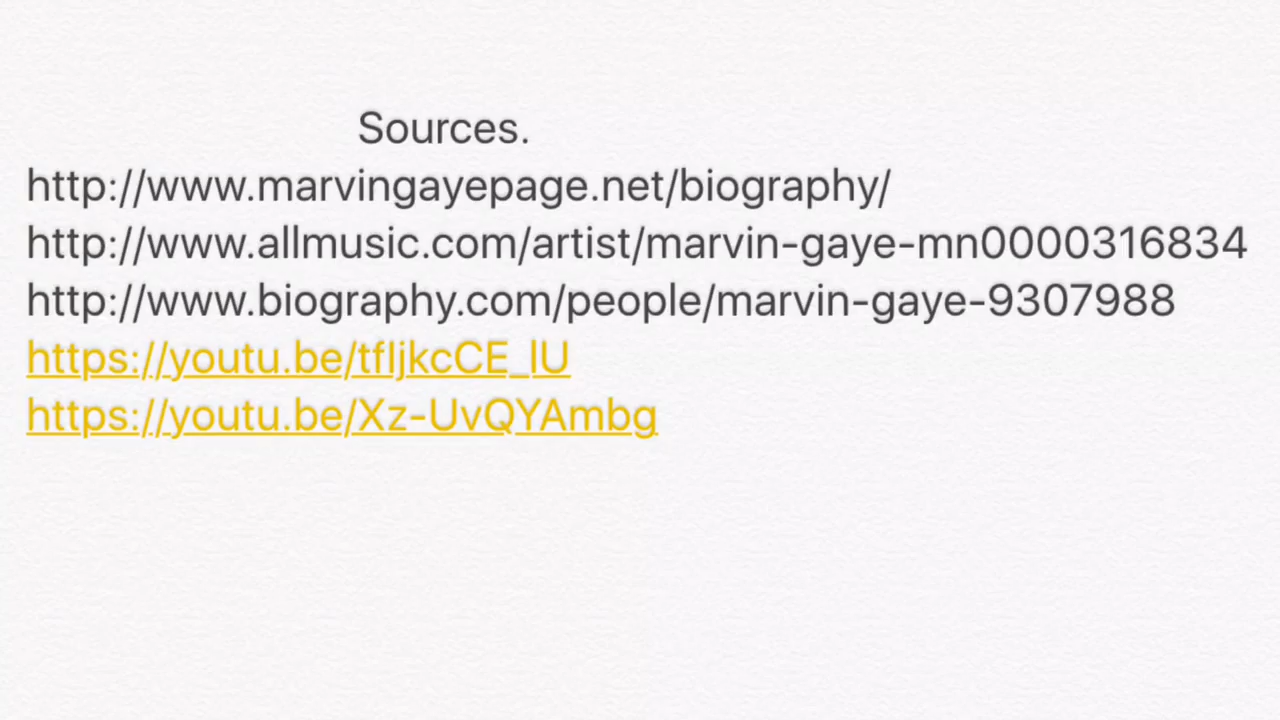 Sources.
http://www.marvingayepage.net/biography/
http://www.allmusic.com/artist/marvin-gaye-mn0000316834
http://www.biography.com/people/marvin-gaye-9307988
https://youtu.be/tfIjkcCE_lU
https://youtu.be/Xz-UvQYAmbg